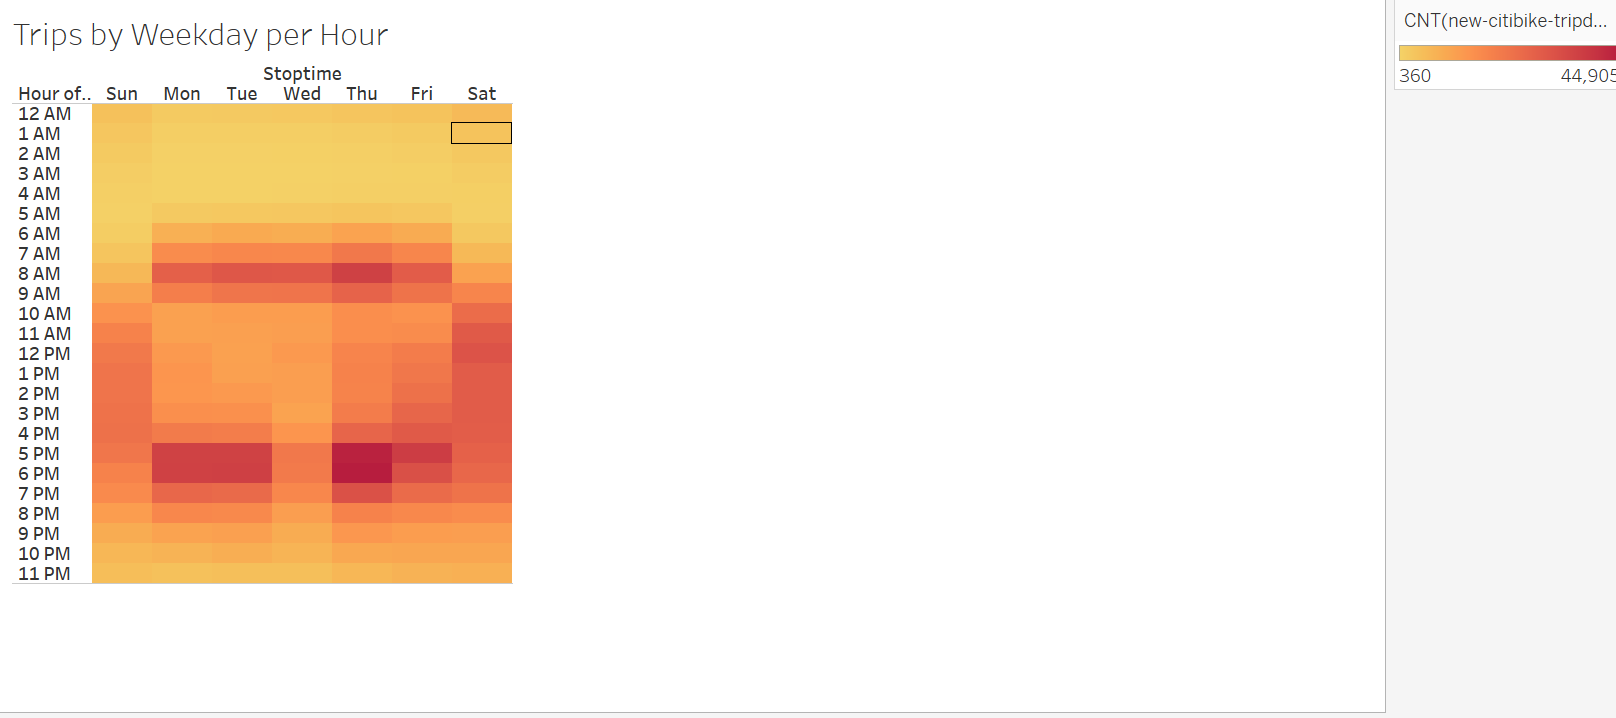 Trips by Weekday per Hour
Stoptime
Hour of.. Sun Mon Tue Wed Thu Fri Sat
12 AM
1 AM
2 AM
3 AM
4 AM
5 AM
6 AM
7 AM
8 AM
9 AM
10 AM
11 AM
12 PM
1 PM
2 PM
3 PM
4 PM
5 PM
6 PM
7 PM
8 PM
9 PM
10 PM
11 PM
CNT(new-citibike-tripd...
360 44,905